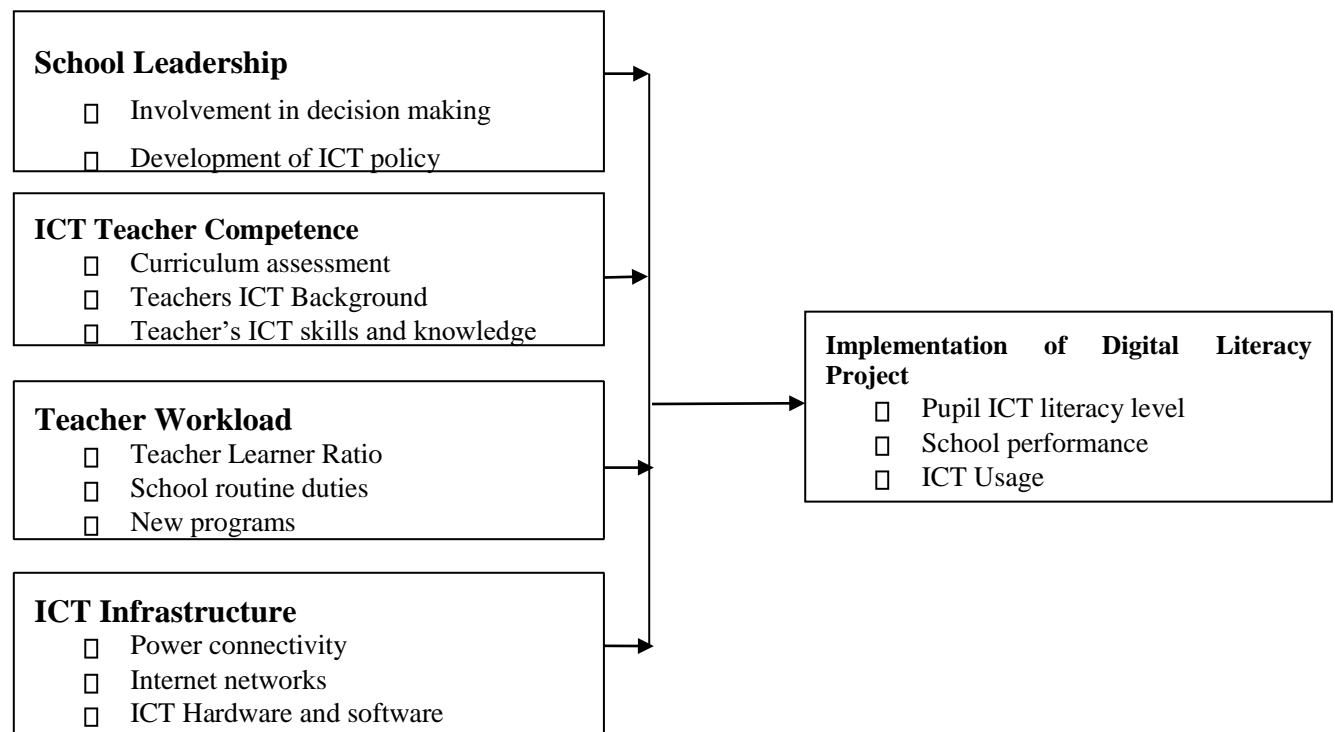 School Leadership
Involvement in decision making
Development of ICT policy
ICT Teacher Competence
Curriculum assessment
Teachers ICT Background
Teacher’s ICT skills and knowledge
Teacher Workload
Teacher Learner Ratio
School routine duties
New programs
ICT Infrastructure
Power connectivity
Internet networks
ICT Hardware and software
Implementation of Digital Literacy
Project
Pupil ICT literacy level
School performance
ICT Usage